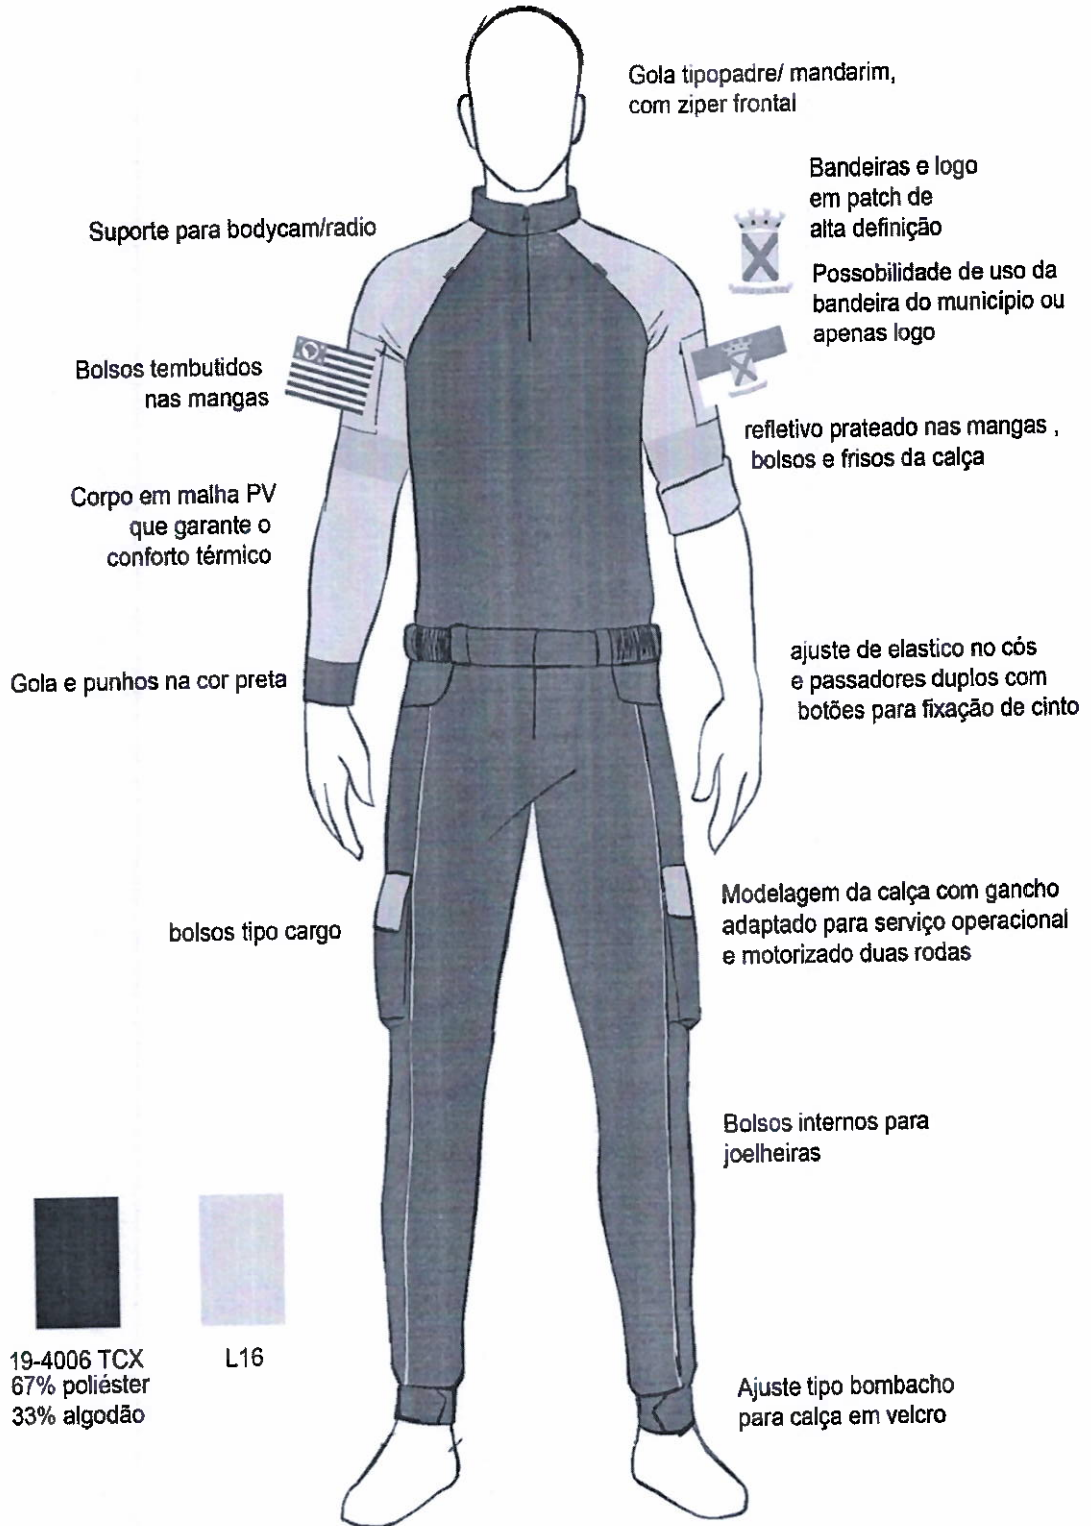 Gola tipopadre/ mandarim,
com ziper frontal
Bandeiras e logo
em patch de
alta definição
Suporte para bodycam/radio
Possobilidade de uso da
bandeira do município ou
apenas logo
Bolsos tembutidos
nas mangas
refletivo prateado nas mangas ,
bolsos e frisos da calça
Corpo em malha PV
que garante o
conforto térmico
ajuste de elastico no cós
e passadores duplos com
botões para fixação de cinto
Gola e punhos na cor preta
Modelagem da calça com gancho
adaptado para serviço operacional
e motorizado duas rodas
bolsos tipo cargo
Bolsos internos para
joelheiras
19-4006 TCX
67% poliéster
33% algodão
L16
Ajuste tipo bombacho
para calça em velcro